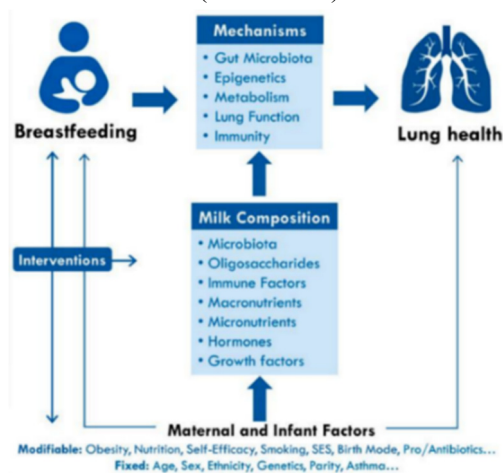 Mechanisms
• Gut Microbiota
• Epigenetics
• Metabolism
• Lung Function
• Immunity
Breastfeeding
Lung health
Milk Composition
• Microbiota
• Oligosaccharides
• Immune Factors
• Macronutrients
• Micronutrients
• Hormones
• Growth factors
Interventions
Maternal and Infant Factors
Modifiable: Obesity, Nutrition, Self-Efficacy, Smoking, SES, Birth Mode, Pro/Antibiotics...
Fixed: Age, Sex, Ethnicity, Genetics, Parity, Asthma...